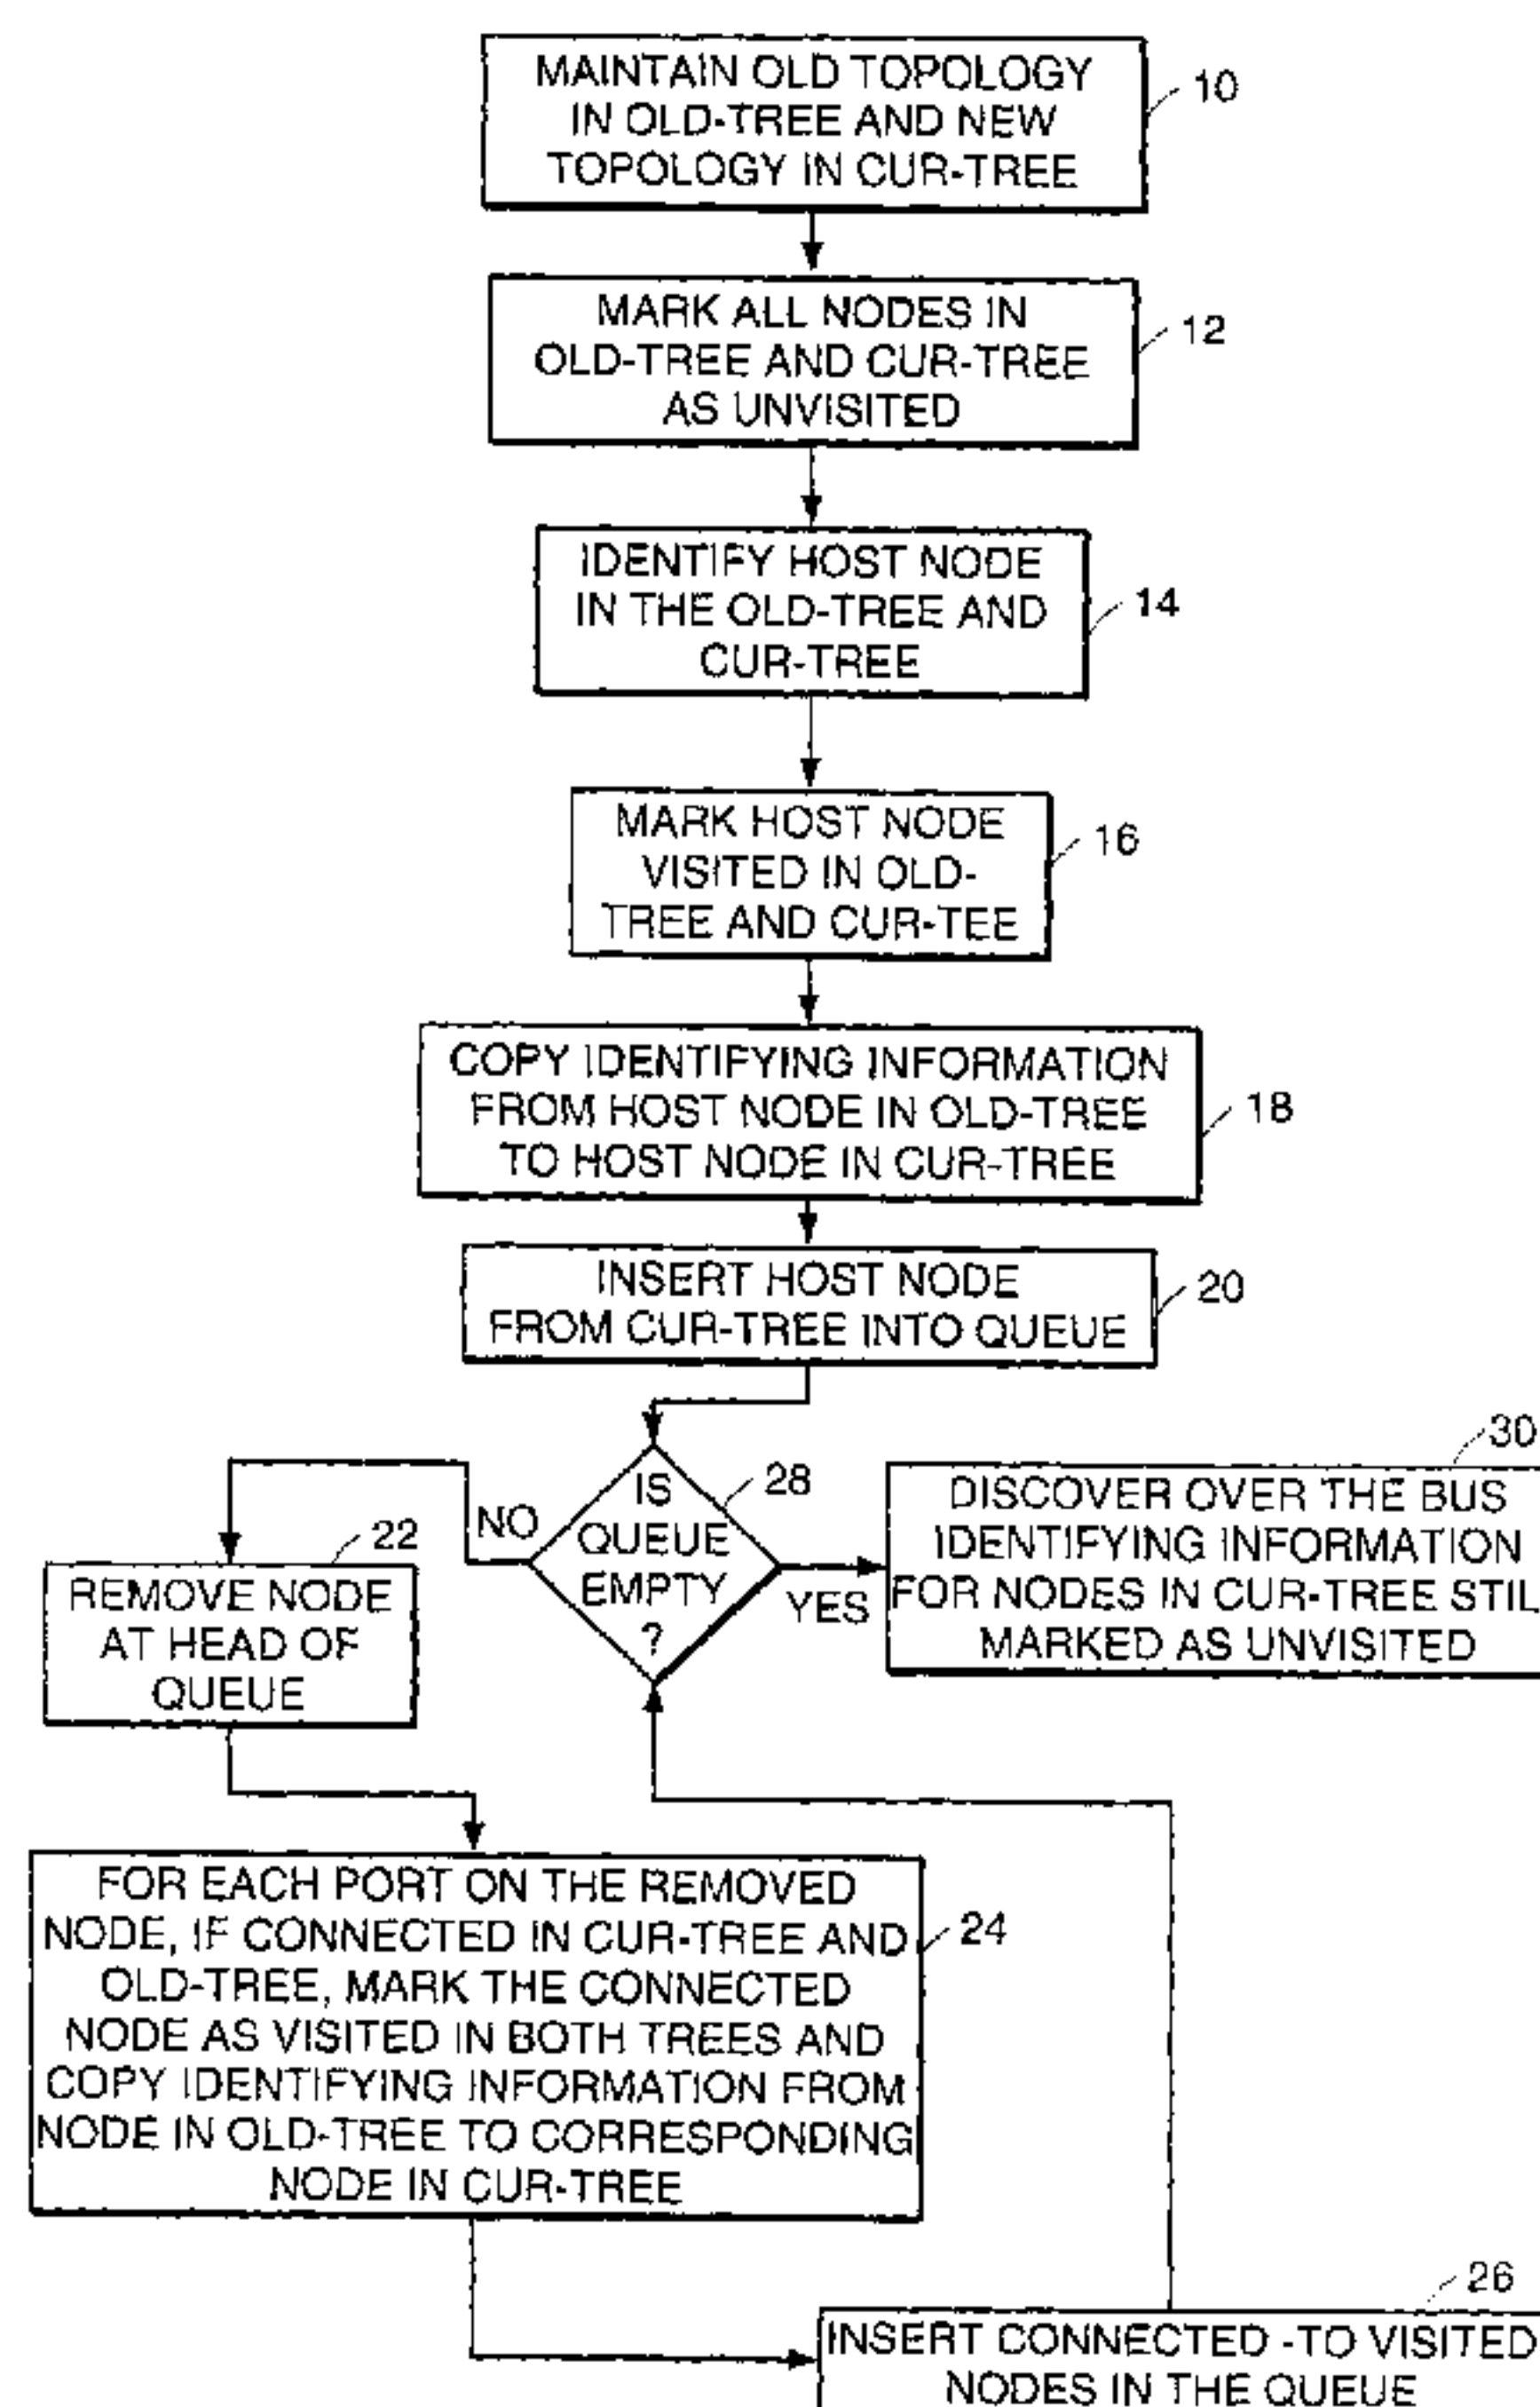 MAINTAIN OLD TOPOLOGY
IN OLD-TREE AND NEW
TOPOLOGY IN CUR-TREE
10
MARK ALL NODES IN
OLD-TREE AND CUR-TREE
AS UNVISITED
12
IDENTIFY HOST NODE
IN THE OLD-TREE AND
CUR-TREE
14
MARK HOST NODE
VISITED IN OLD-
TREE AND CUR-TEE
16
COPY IDENTIFYING INFORMATION
FROM HOST NODE IN OLD-TREE
TO HOST NODE IN CUR-TREE
18
INSERT HOST NODE
FROM CUR-TREE INTO QUEUE
20
IS
QUEUE
EMPTY
?
28
NO
YES
30
DISCOVER OVER THE BUS
IDENTIFYING INFORMATION
FOR NODES IN CUR-TREE STIL
MARKED AS UNVISITED
22
REMOVE NODE
AT HEAD OF
QUEUE
FOR EACH PORT ON THE REMOVED
NODE, IF CONNECTED IN CUR-TREE AND
OLD-TREE, MARK THE CONNECTED
NODE AS VISITED IN BOTH TREES AND
COPY IDENTIFYING INFORMATION FROM
NODE IN OLD-TREE TO CORRESPONDING
NODE IN CUR-TREE
24
26
INSERT CONNECTED -TO VISITED
NODES IN THE QUEUE